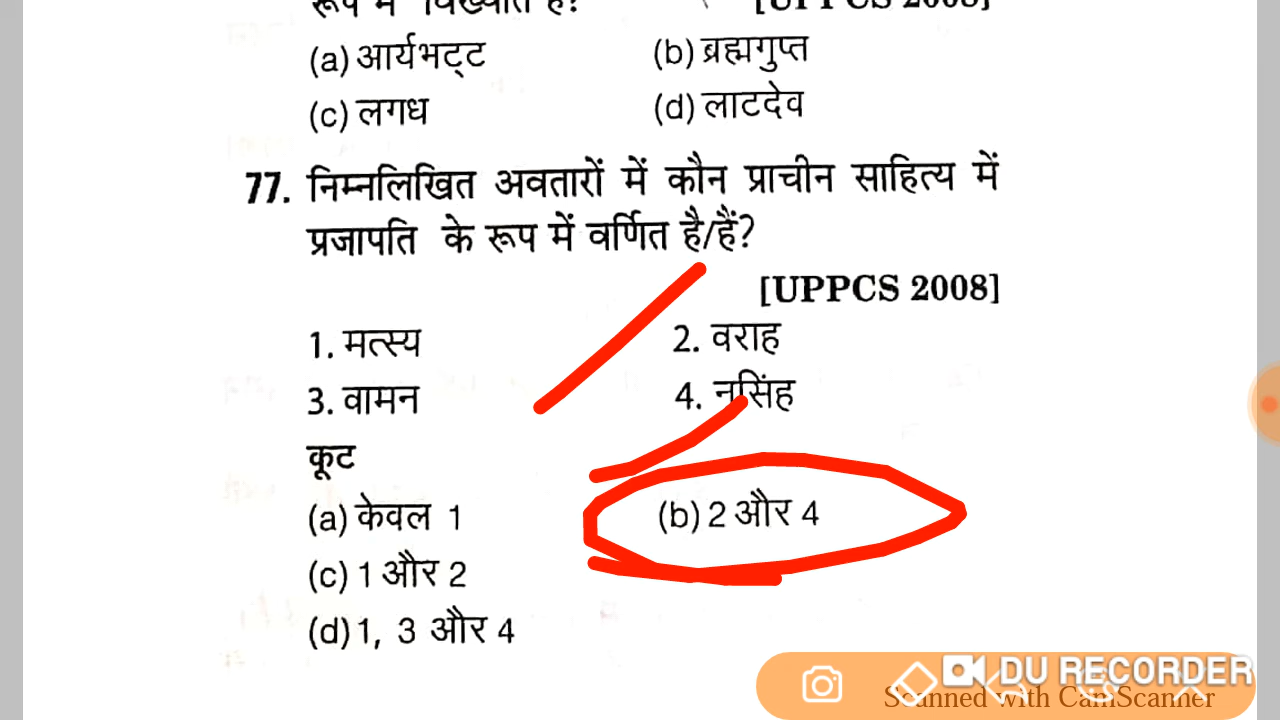 रूप में विख्यात है? [UPPCS 2008]
(a) आर्यभट्ट (b) ब्रह्मगुप्त
(c) लगध (d) लाटदेव
77. निम्नलिखित अवतारों में कौन प्राचीन साहित्य में
प्रजापति के रूप में वर्णित है/हैं?
[UPPCS 2008]
1. मत्स्य 2. वराह
3. वामन 4. नृसिंह
कूट
(a) केवल 1 (b) 2 और 4
(c) 1 और 2
(d) 1, 3 और 4
DU RECORDER
Scanned with CamScanner